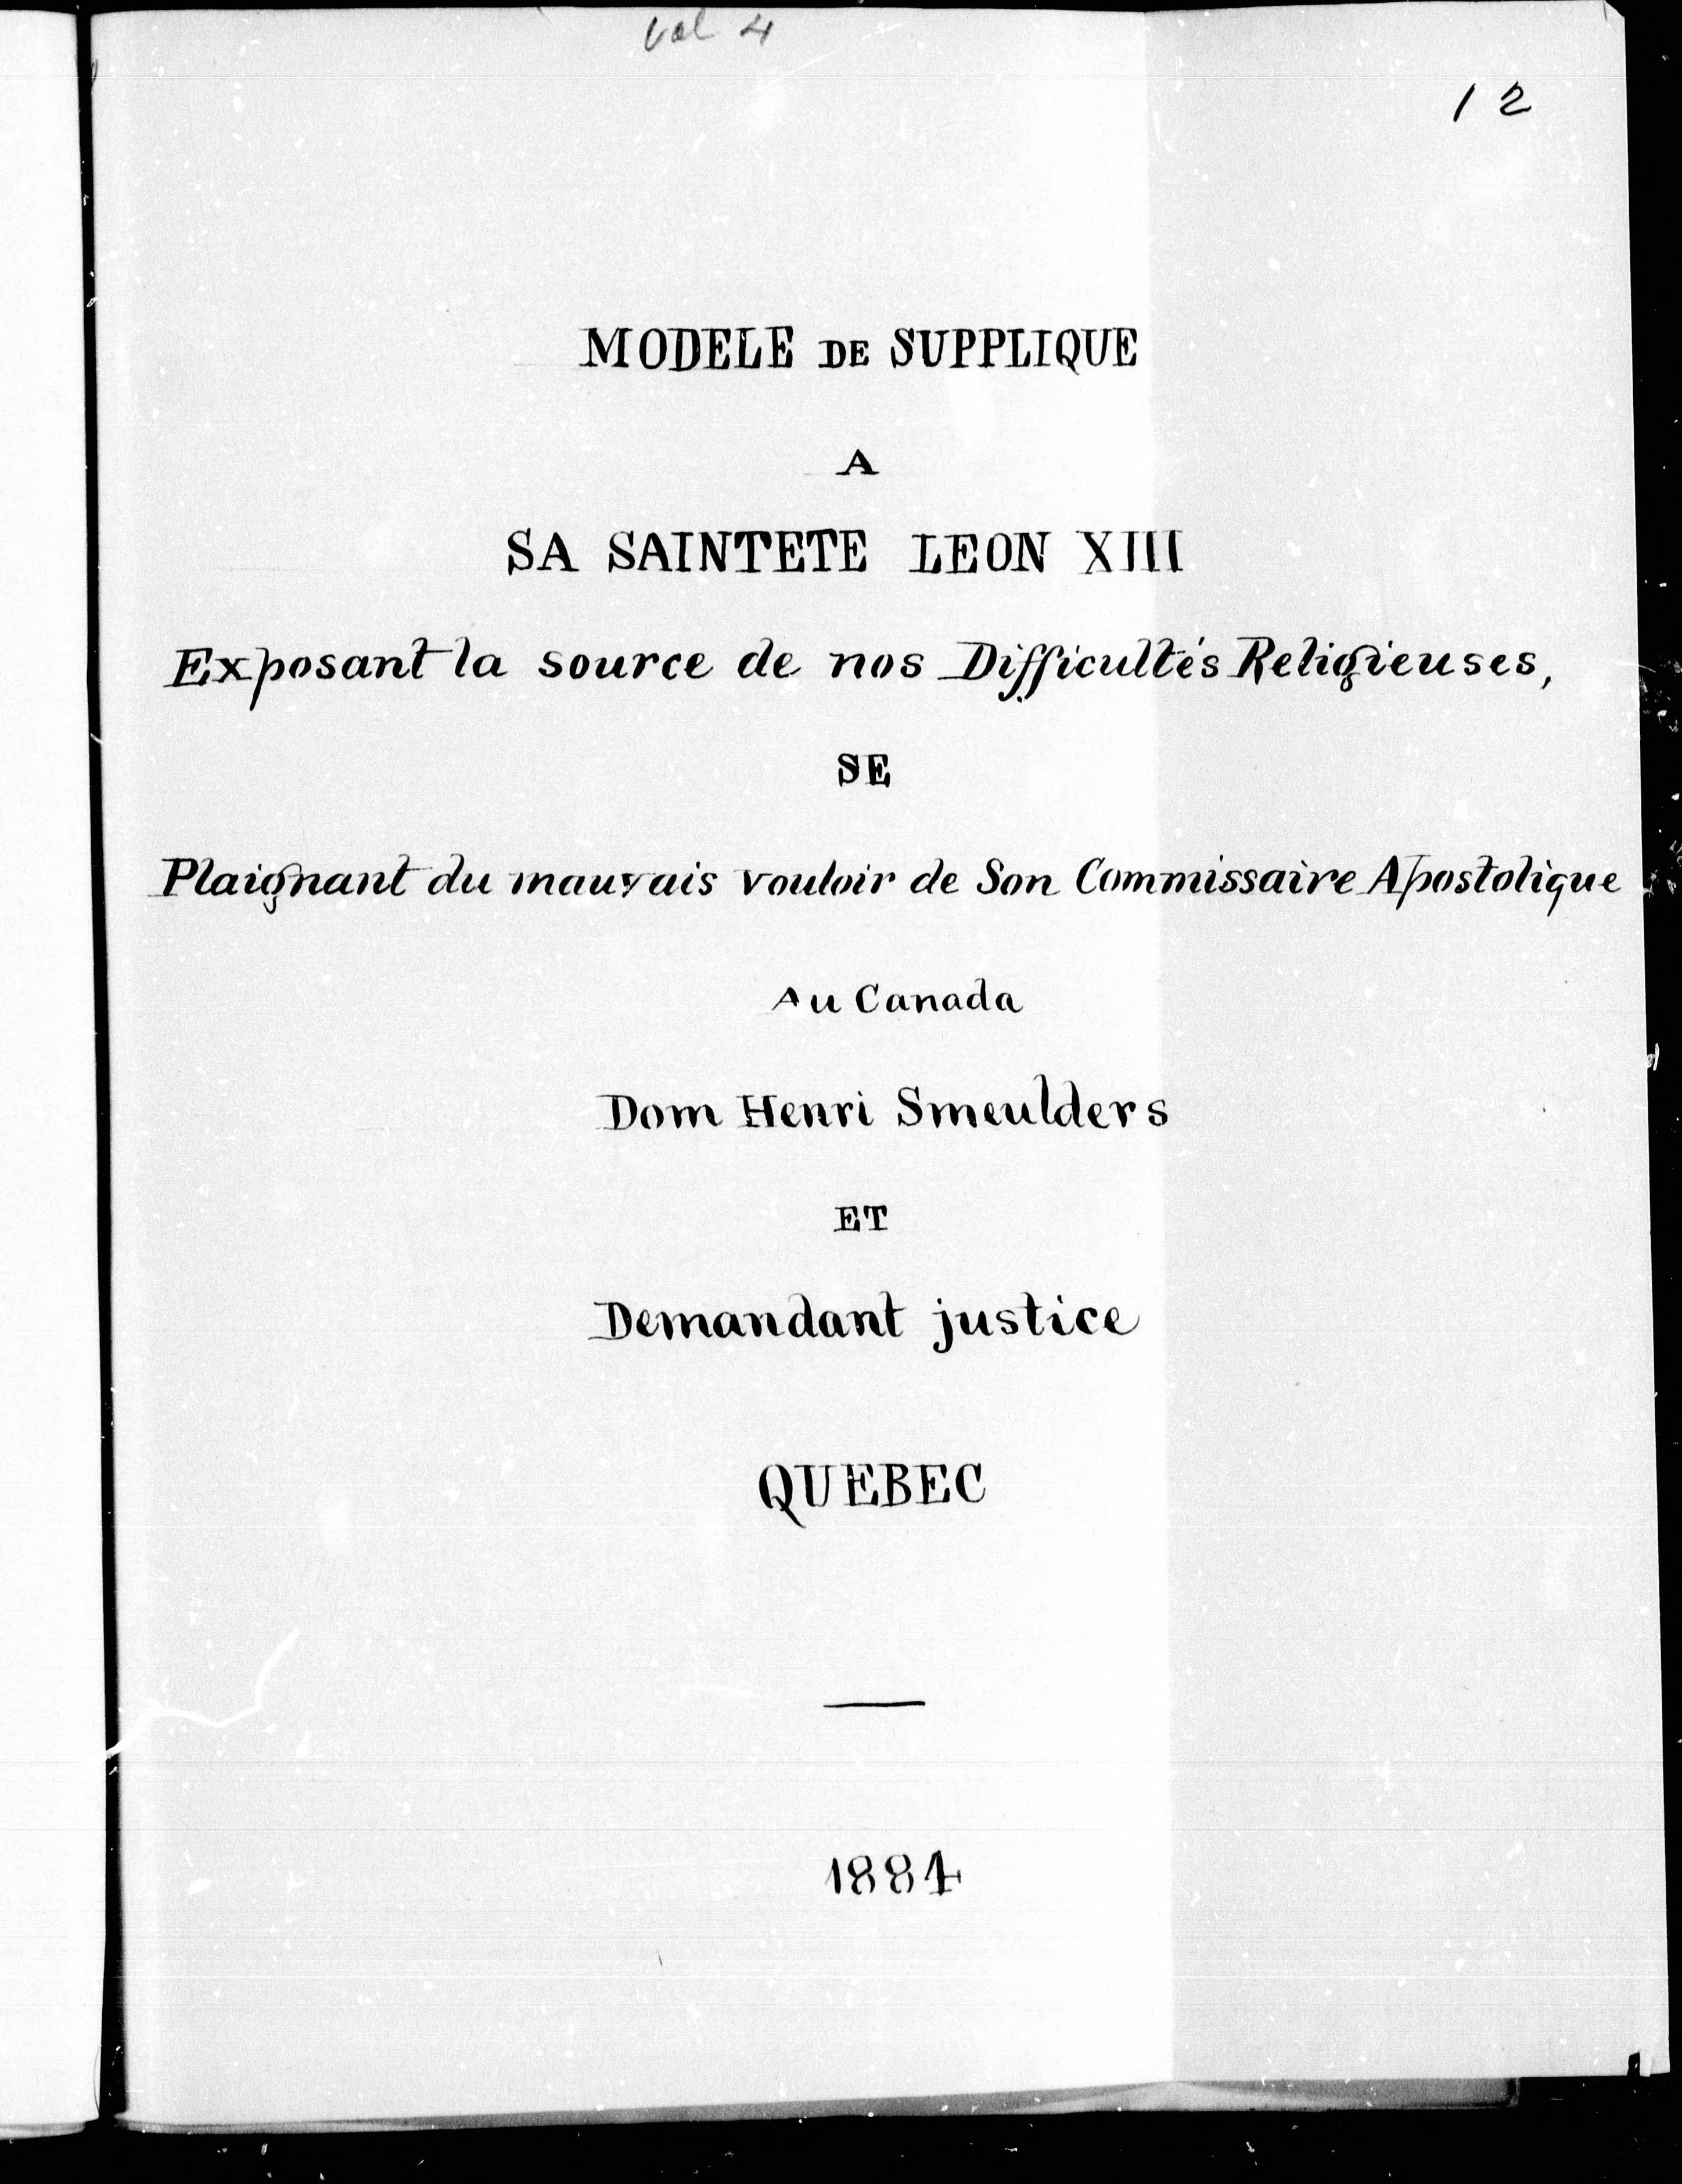 vol 4
12
MODELE DE SUPPLIQUE
A
SA SAINTETE LEON XIII
Exposant la source de nos Difficultés Religieuses,
SE
Plaignant du mauvais vouloir de Son Commissaire Apostolique
Au Canada
Dom Henri Smeulders
ET
Demandant justice
QUEBEC
1884